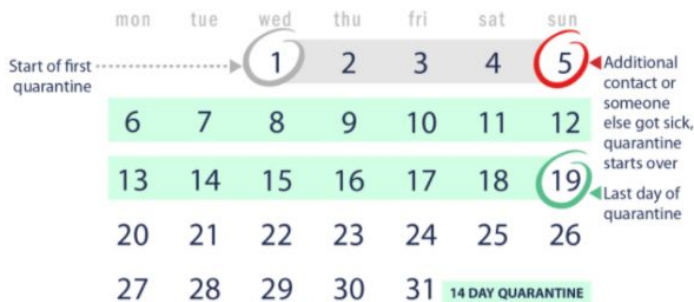 mon tue wed thu fri sat sun
Start of first
quarantine
1 2 3 4 5
Additional
contact or
someone
else got sick,
quarantine
starts over
6 7 8 9 10 11 12
13 14 15 16 17 18 19
Last day of
quarantine
20 21 22 23 24 25 26
27 28 29 30 31
14 DAY QUARANTINE